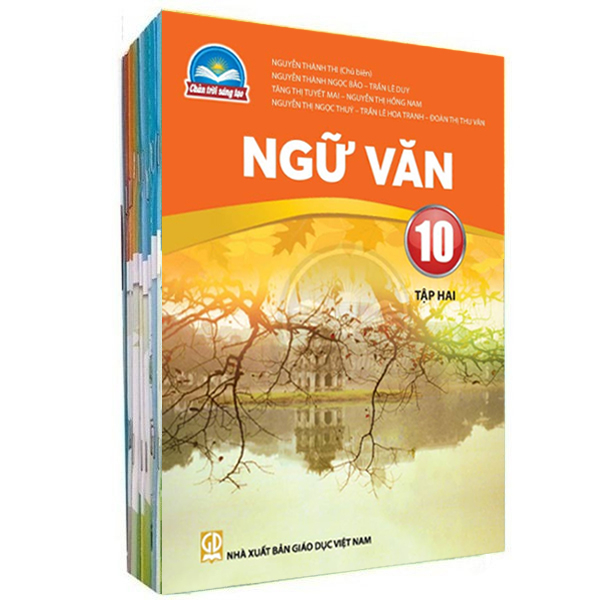 NGUYỄN THÀNH THI (Chủ biên)
NGUYỄN THÀNH NGỌC BẢO – TRẦN LÊ DUY
TĂNG THỊ TUYẾT MAI – NGUYỄN THỊ HỒNG NAM
NGUYỄN THỊ NGỌC THUÝ – TRẦN LÊ HOA TRANH – ĐOÀN THỊ THU VÂN
Chân trời sáng tạo
NGỮ VĂN
10
TẬP HAI
GD
NHÀ XUẤT BẢN GIÁO DỤC VIỆT NAM